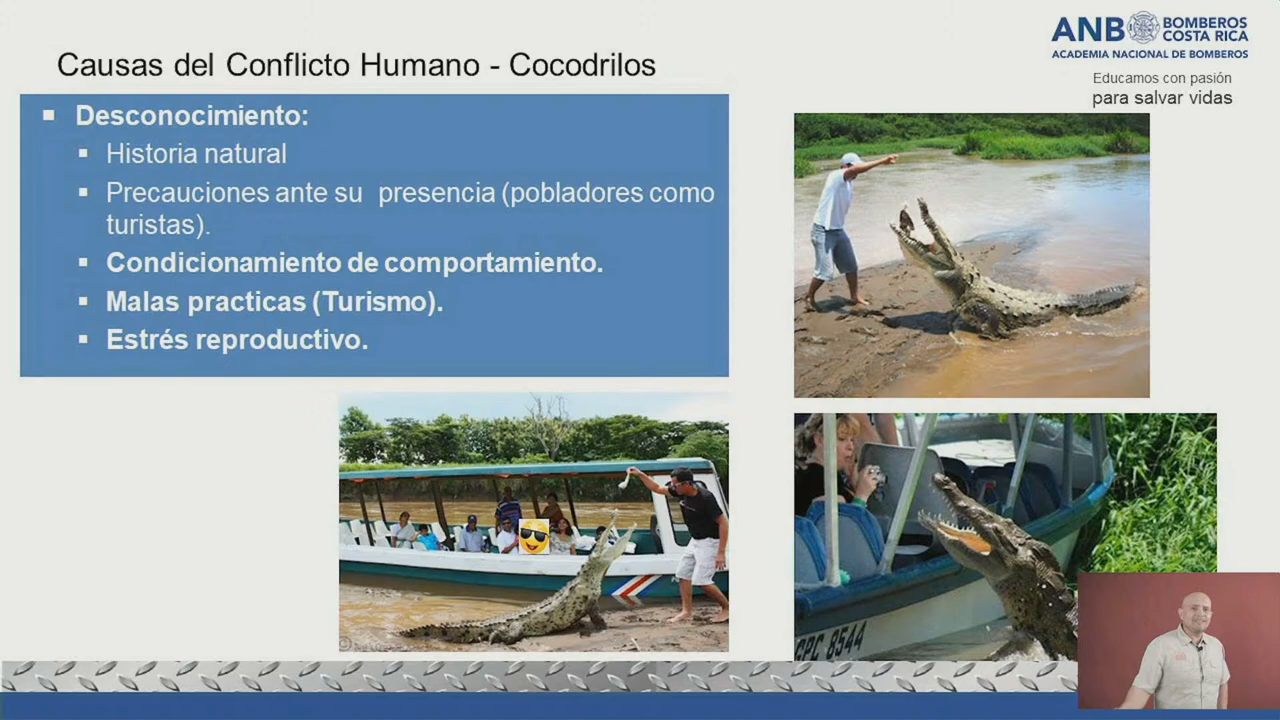 ANB BOMBEROS
COSTA RICA
ACADEMIA NACIONAL DE BOMBEROS
Educamos con pasión
para salvar vidas
Causas del Conflicto Humano - Cocodrilos
Desconocimiento:
Historia natural
Precauciones ante su presencia (pobladores como
turistas).
Condicionamiento de comportamiento.
Malas practicas (Turismo).
Estrés reproductivo.
GPC 8544